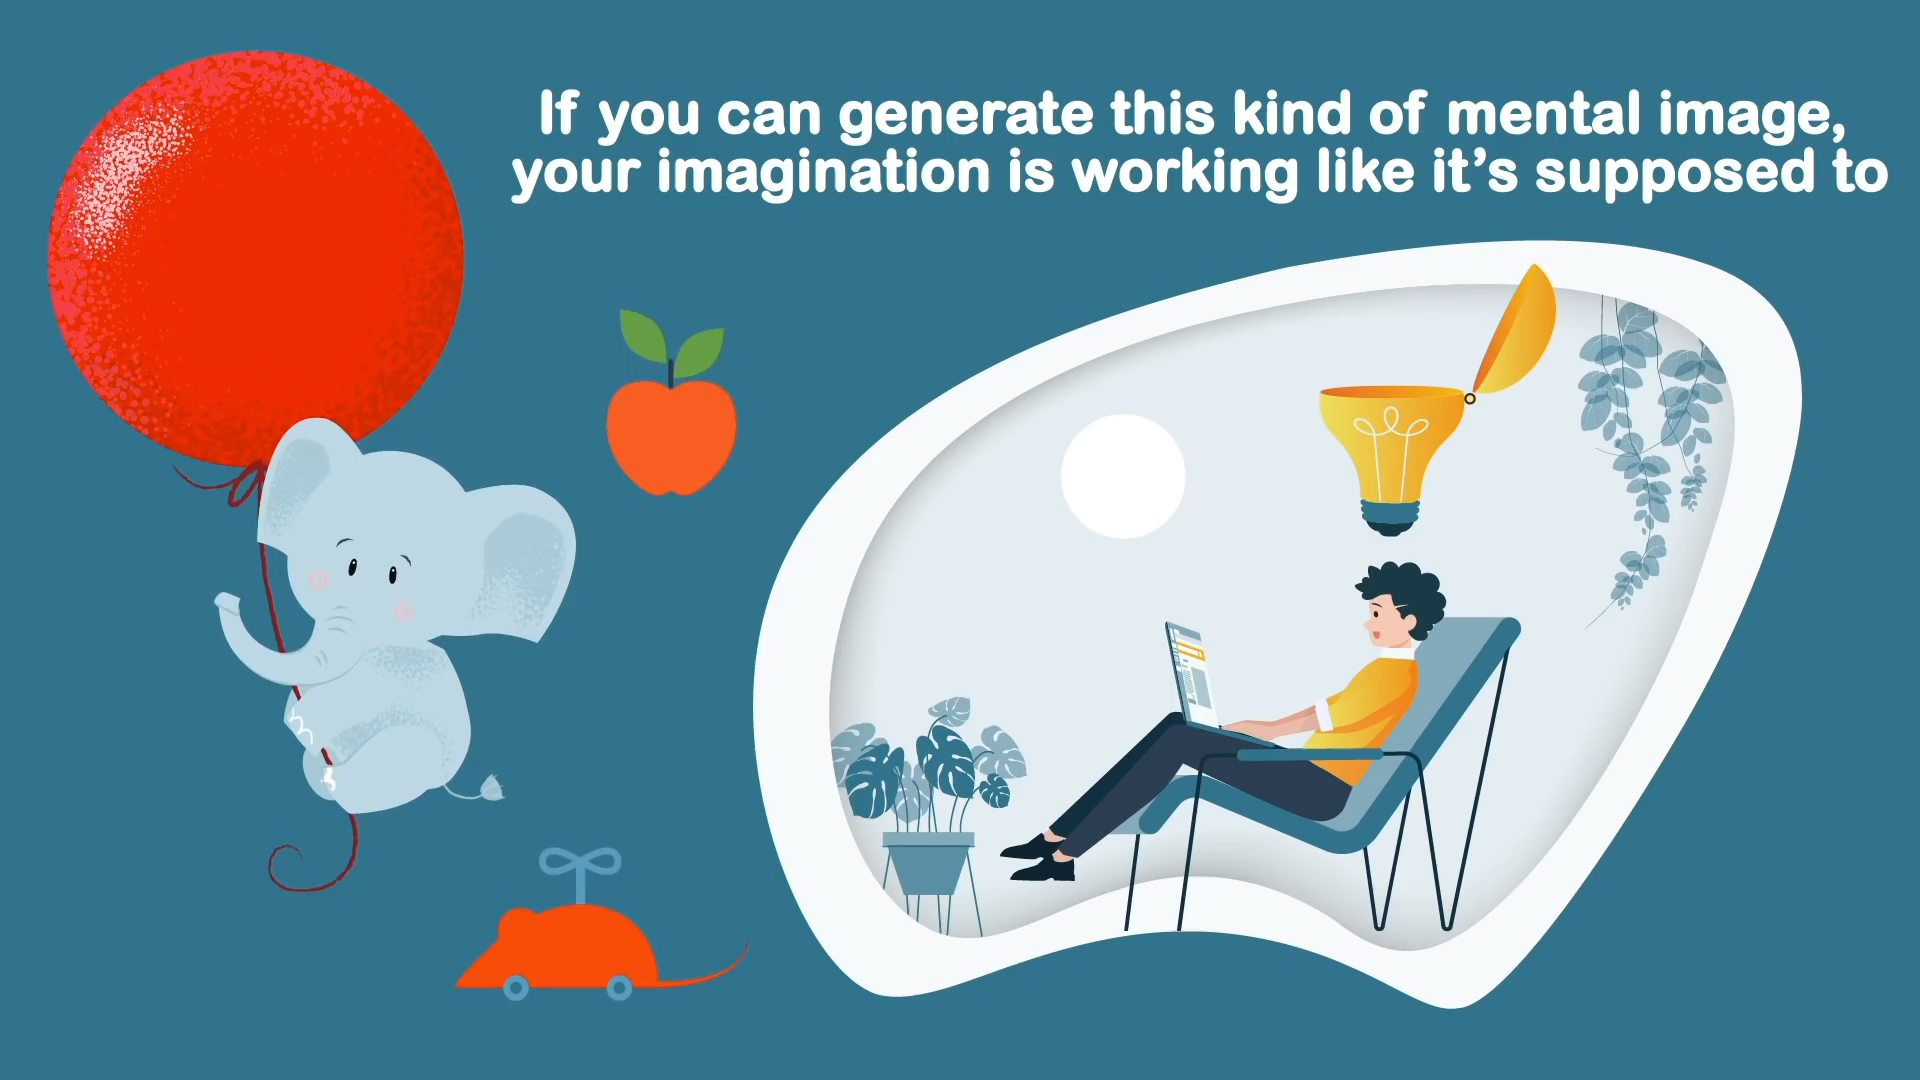 If you can generate this kind of mental image,
your imagination is working like it’s supposed to